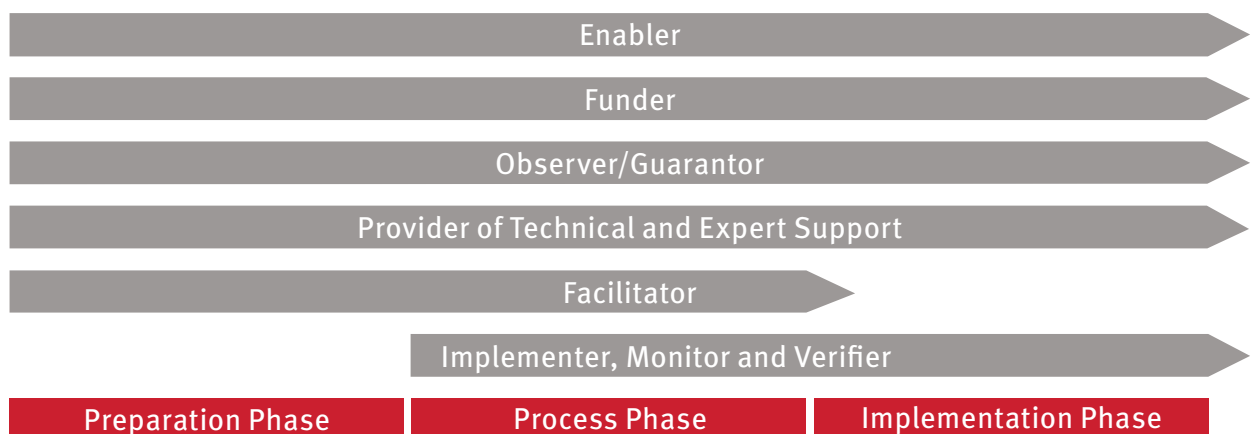 Enabler
Funder
Observer/Guarantor
Provider of Technical and Expert Support
Facilitator
Implementer, Monitor and Verifier
Preparation Phase
Process Phase
Implementation Phase